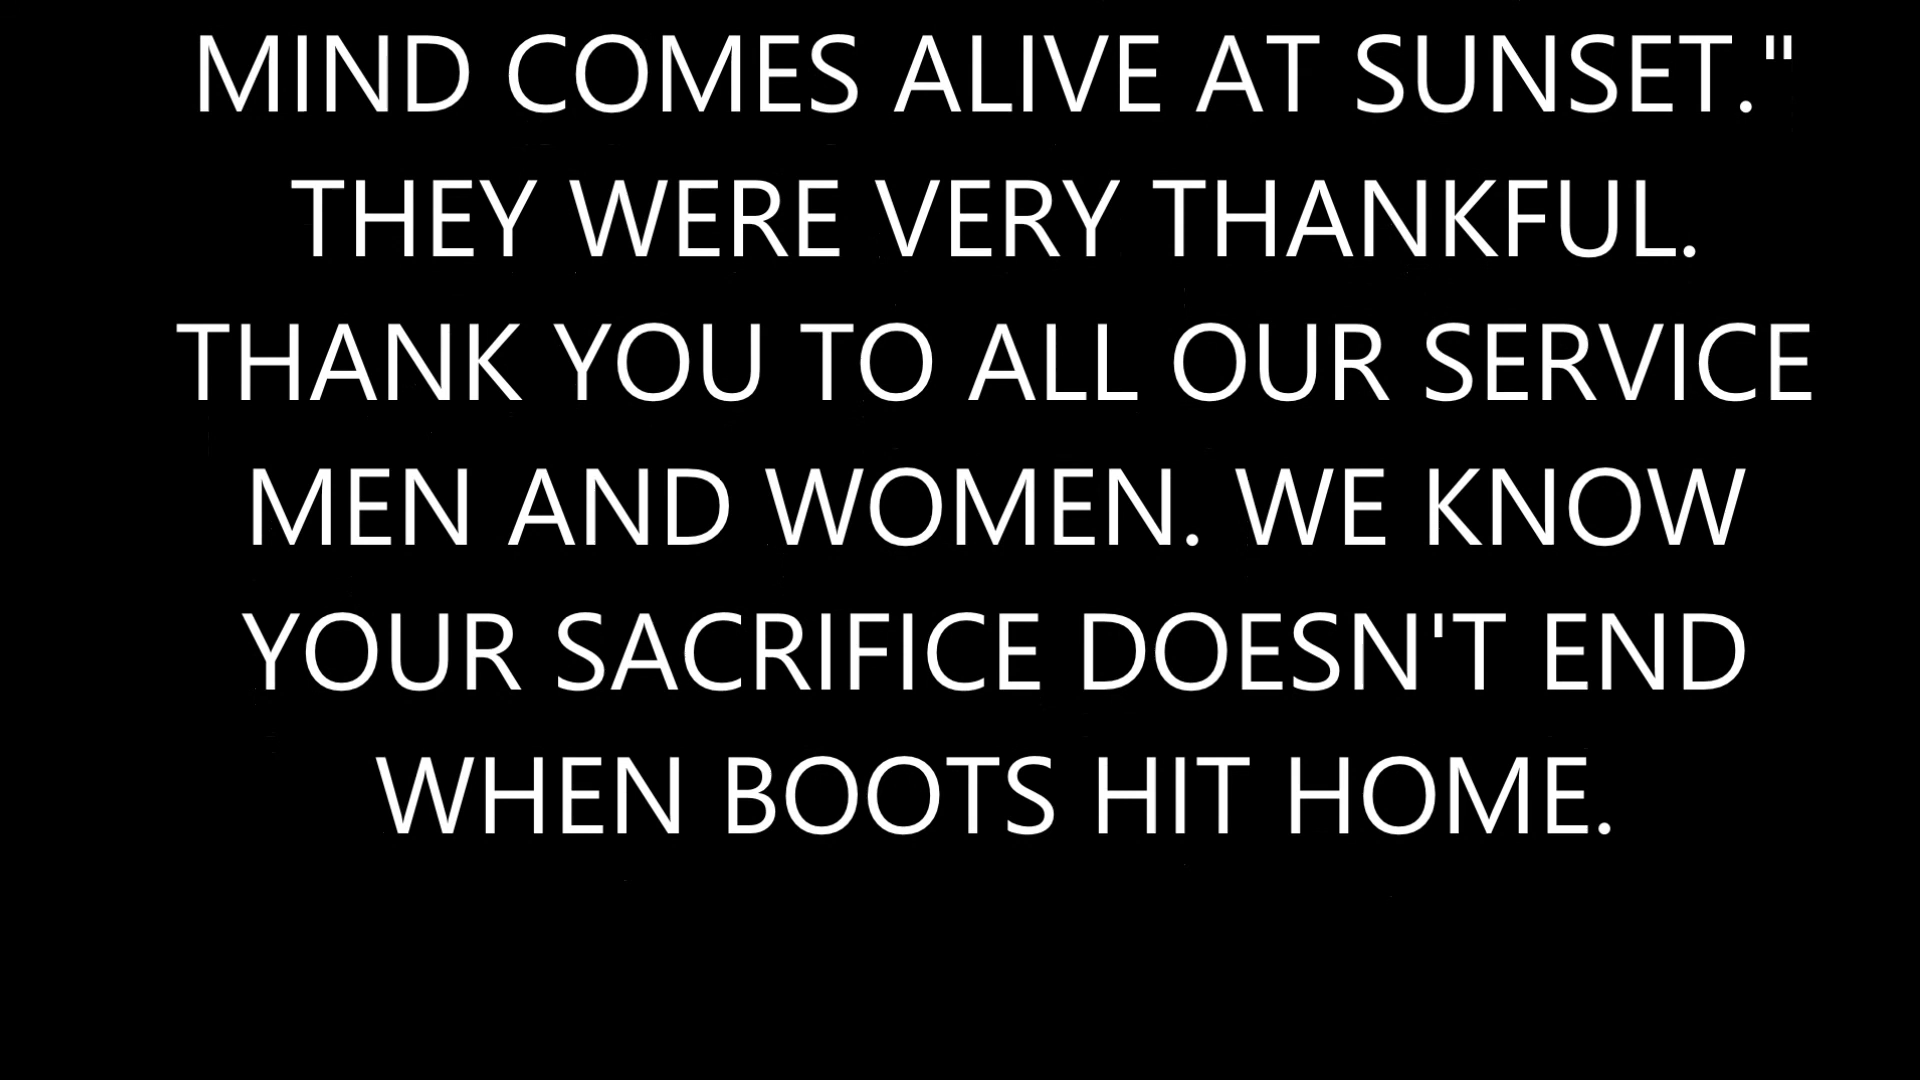 MIND COMES ALIVE AT SUNSET."
THEY WERE VERY THANKFUL.
THANK YOU TO ALL OUR SERVICE
MEN AND WOMEN. WE KNOW
YOUR SACRIFICE DOESN'T END
WHEN BOOTS HIT HOME.